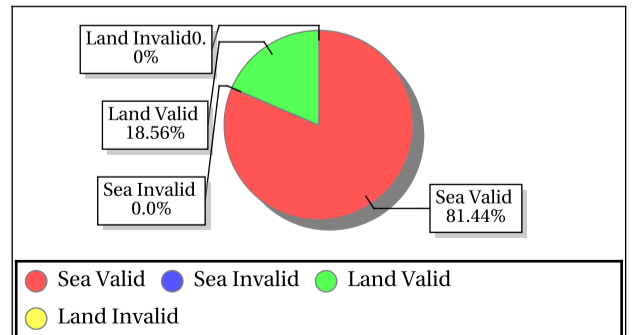 Land Invalid0.
0%
Land Valid
18.56%
Sea Invalid
0.0%
Sea Valid
81.44%
Sea Valid Sea Invalid Land Valid
Land Invalid